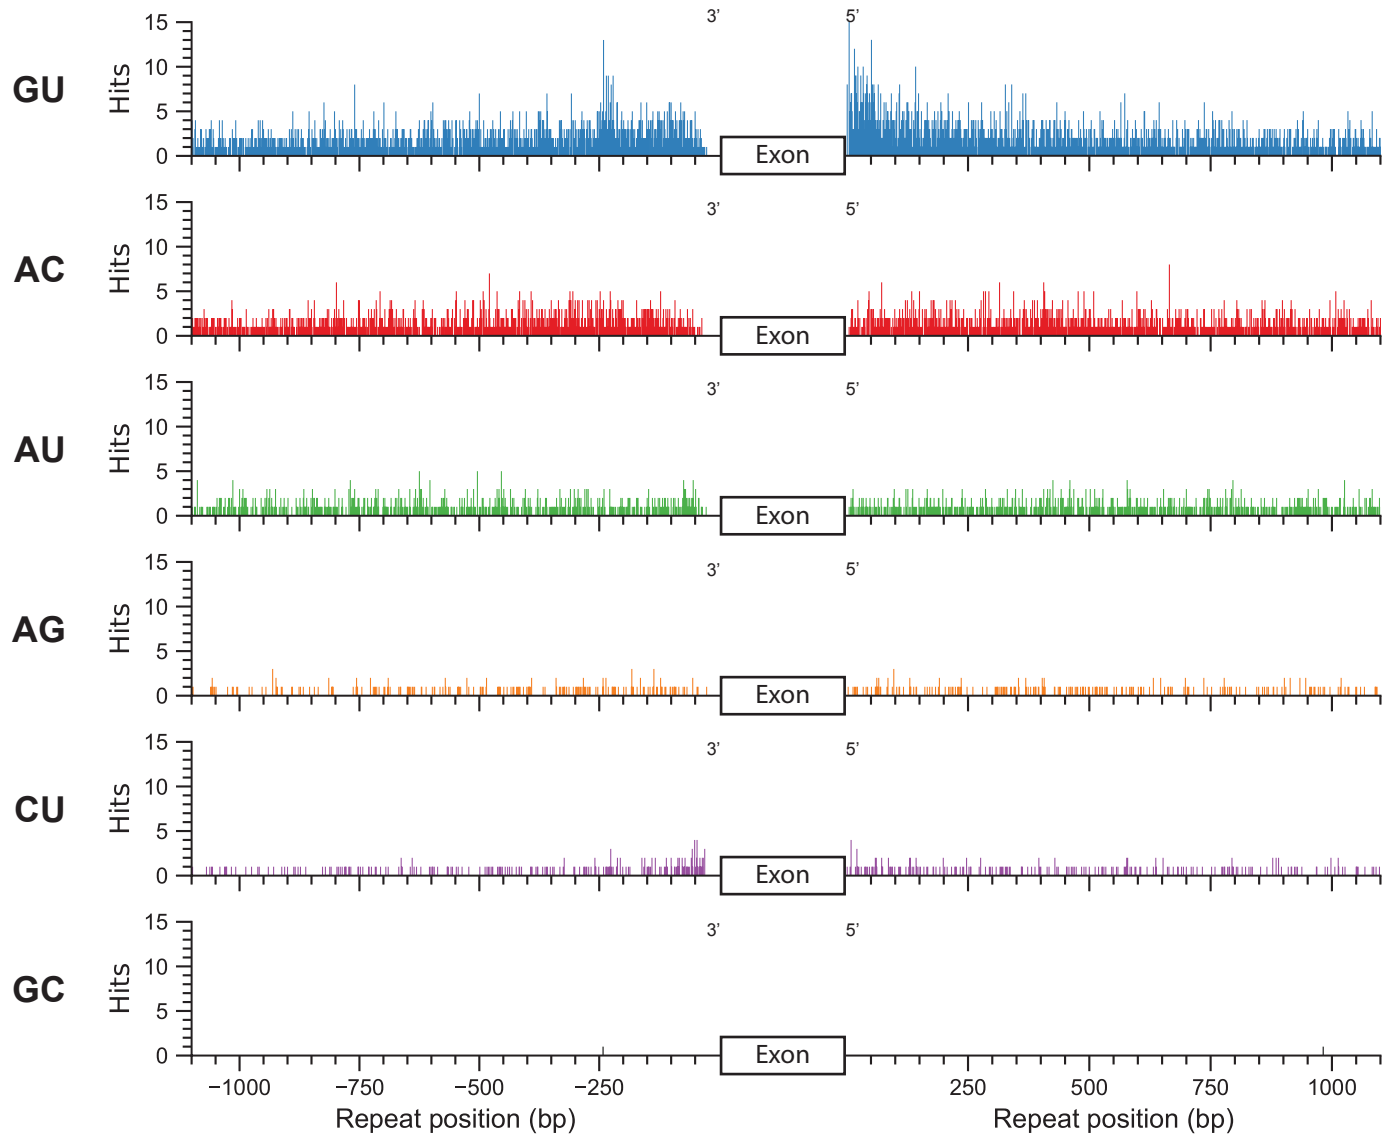 3’ 5’
GU Hits 15 10 5 0 Exon
3’ 5’
AC Hits 15 10 5 0 Exon
3’ 5’
AU Hits 15 10 5 0 Exon
3’ 5’
AG Hits 15 10 5 0 Exon
3’ 5’
CU Hits 15 10 5 0 Exon
3’ 5’
GC Hits 15 10 5 0 Exon
−1000 −750 −500 −250 250 500 750 1000
Repeat position (bp) Repeat position (bp)